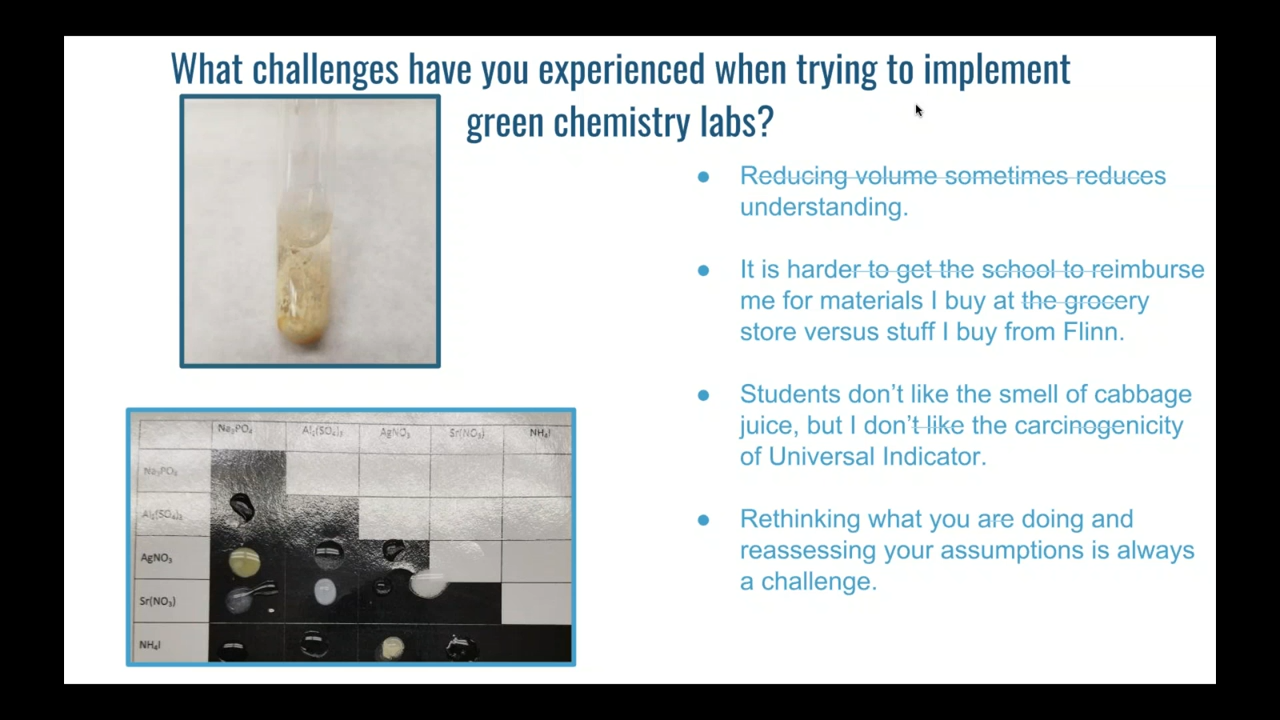 What challenges have you experienced when trying to implement
green chemistry labs?
● Reducing volume sometimes reduces
understanding.
● It is harder to get the school to reimburse
me for materials I buy at the grocery
store versus stuff I buy from Flinn.
● Students don’t like the smell of cabbage
juice, but I don’t like the carcinogenicity
of Universal Indicator.
● Rethinking what you are doing and
reassessing your assumptions is always
a challenge.
Na₃PO₄ Al₂(SO₄)₃ AgNO₃ Sr(NO₃) NH₄I
Na₃PO₄
Al₂(SO₄)₃
AgNO₃
Sr(NO₃)
NH₄I